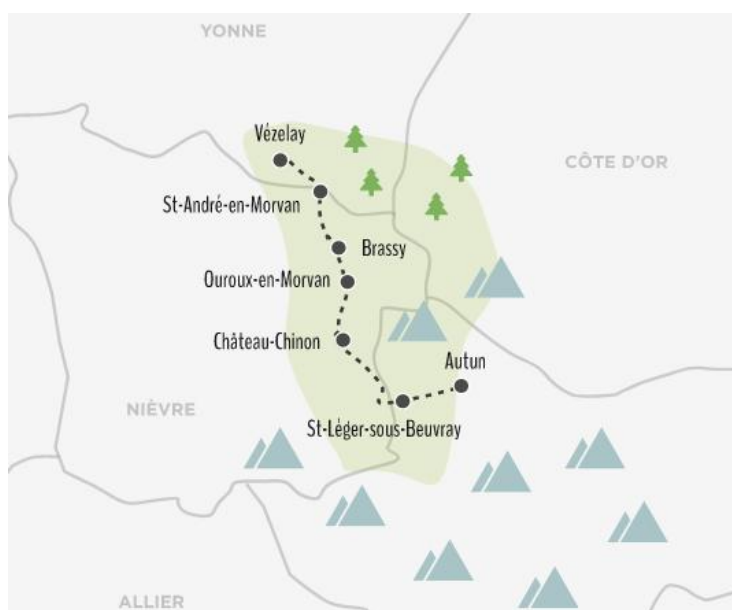 YONNE
Vézelay
CÔTE D'OR
St-André-en-Morvan
Brassy
Ouroux-en-Morvan
Château-Chinon
Autun
NIÈVRE
St-Léger-sous-Beuvray
ALLIER